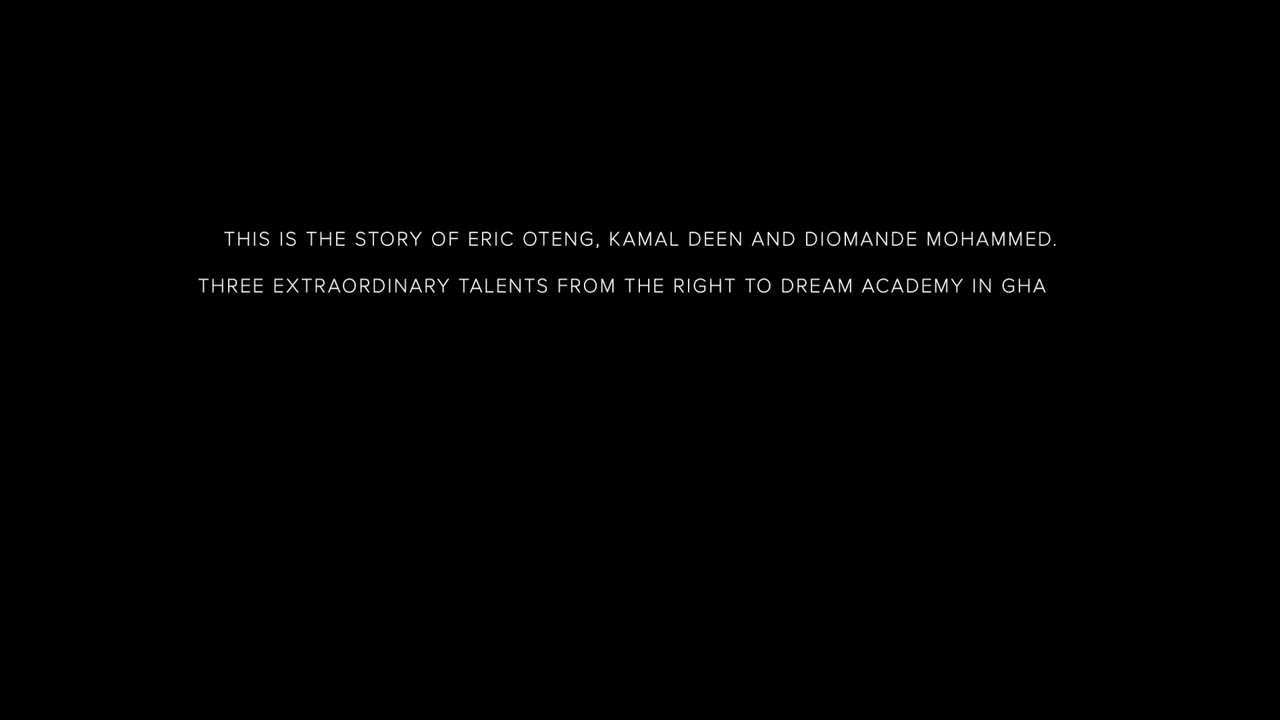 THIS IS THE STORY OF ERIC OTENG, KAMAL DEEN AND DIOMANDE MOHAMMED.
THREE EXTRAORDINARY TALENTS FROM THE RIGHT TO DREAM ACADEMY IN GHA